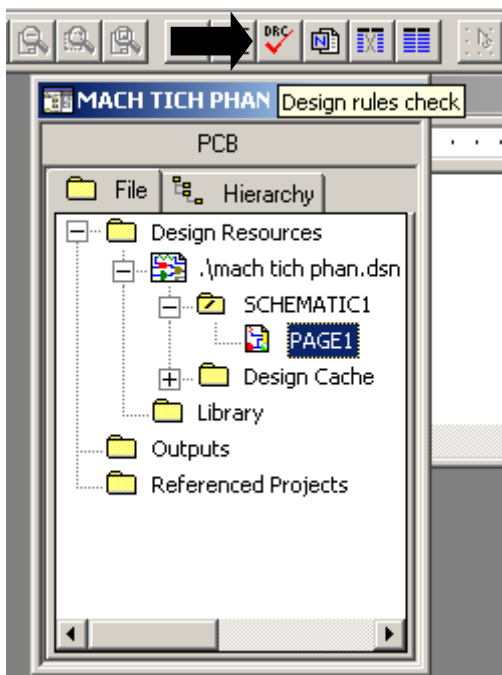 DRC
N
MACH TICH PHAN
Design rules check
PCB
File
Hierarchy
Design Resources
.\mach tich phan.dsn
SCHEMATIC1
PAGE1
Design Cache
Library
Outputs
Referenced Projects